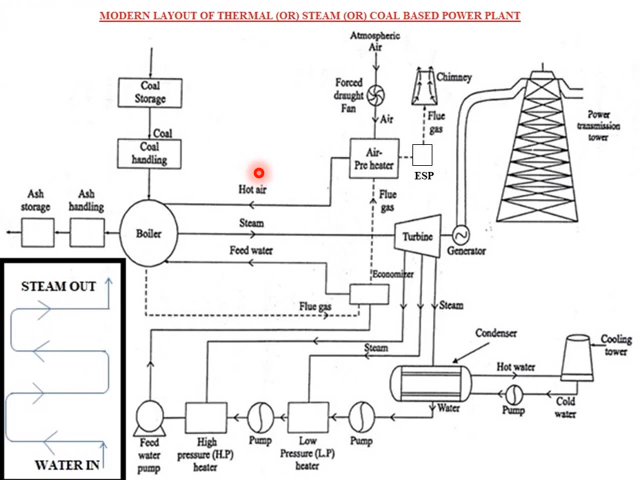 MODERN LAYOUT OF THERMAL (OR) STEAM (OR) COAL BASED POWER PLANT
Atmospheric
Air
Coal
Storage
Forced
draught
Fan
Chimney
Flue
gas
Power
transmission
tower
Air
Coal
Coal
handling
Air-
Pre heater
ESP
Hot air
Flue
gas
Ash
storage
Ash
handling
Boiler
Steam
Turbine
Generator
Feed water
Economizer
STEAM OUT
Flue gas
Steam
Condenser
Cooling
tower
Steam
Hot water
Water
Pump
Cold
water
Feed
water
pump
High
pressure (H.P)
heater
Pump
Low
Pressure (L.P)
heater
Pump
WATER IN